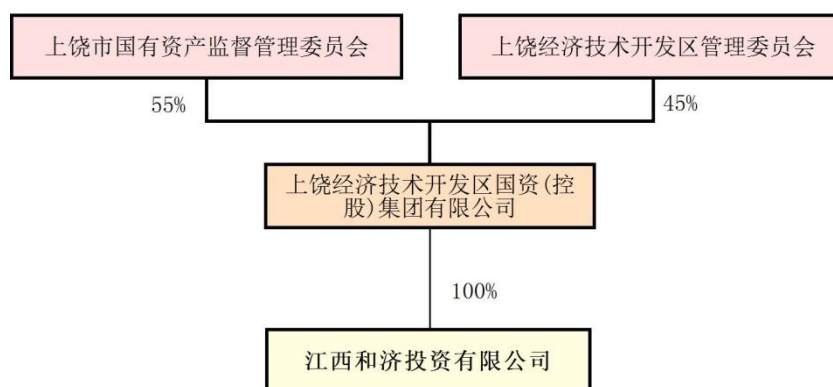 上饶市国有资产监督管理委员会
上饶经济技术开发区管理委员会
55%
45%
上饶经济技术开发区国资(控
股)集团有限公司
100%
江西和济投资有限公司